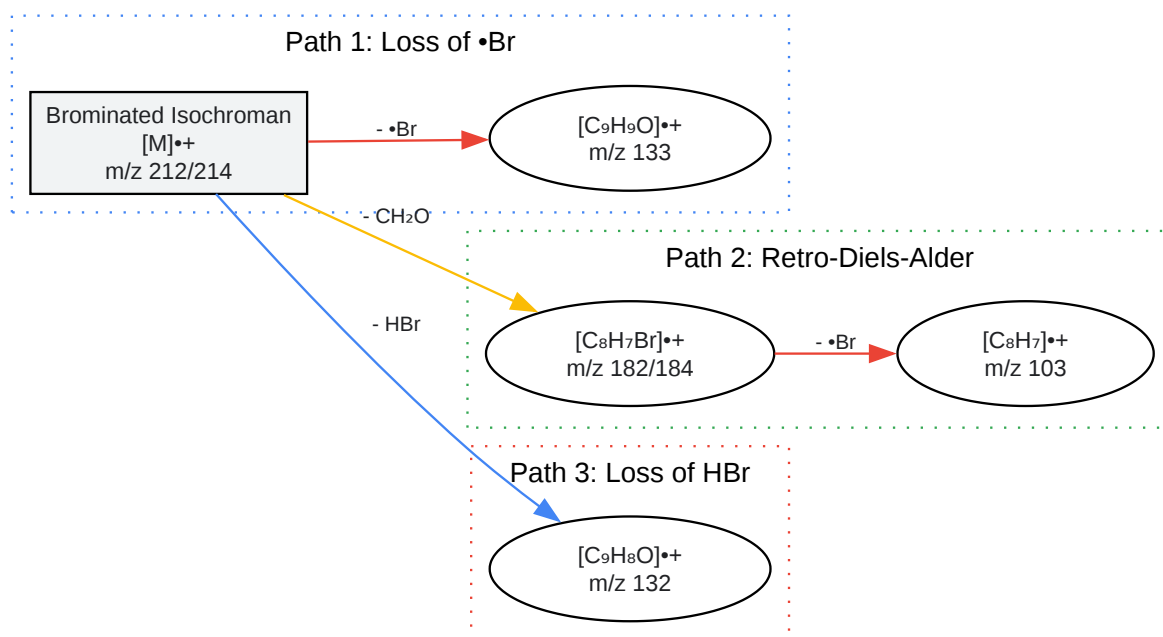 Path 1: Loss of •Br
Brominated Isochroman
[M]•+
m/z 212/214
- •Br
[C₉H₉O]•+
m/z 133
- CH₂O
Path 2: Retro-Diels-Alder
- HBr
[C₈H₇Br]•+
m/z 182/184
- •Br
[C₈H₇]•+
m/z 103
Path 3: Loss of HBr
[C₉H₈O]•+
m/z 132